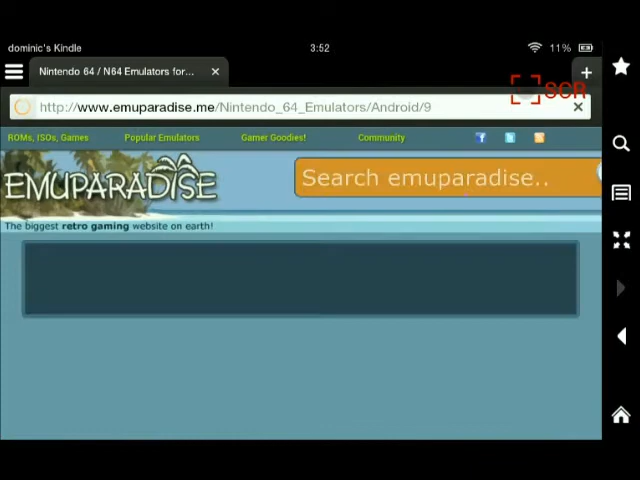 dominic's Kindle
3:52
11%
Nintendo 64 / N64 Emulators for...
SCR
http://www.emuparadise.me/Nintendo_64_Emulators/Android/9
ROMs, ISOs, Games
Popular Emulators
Gamer Goodies!
Community
EMUPARADISE
Search emuparadise..
The biggest retro gaming website on earth!